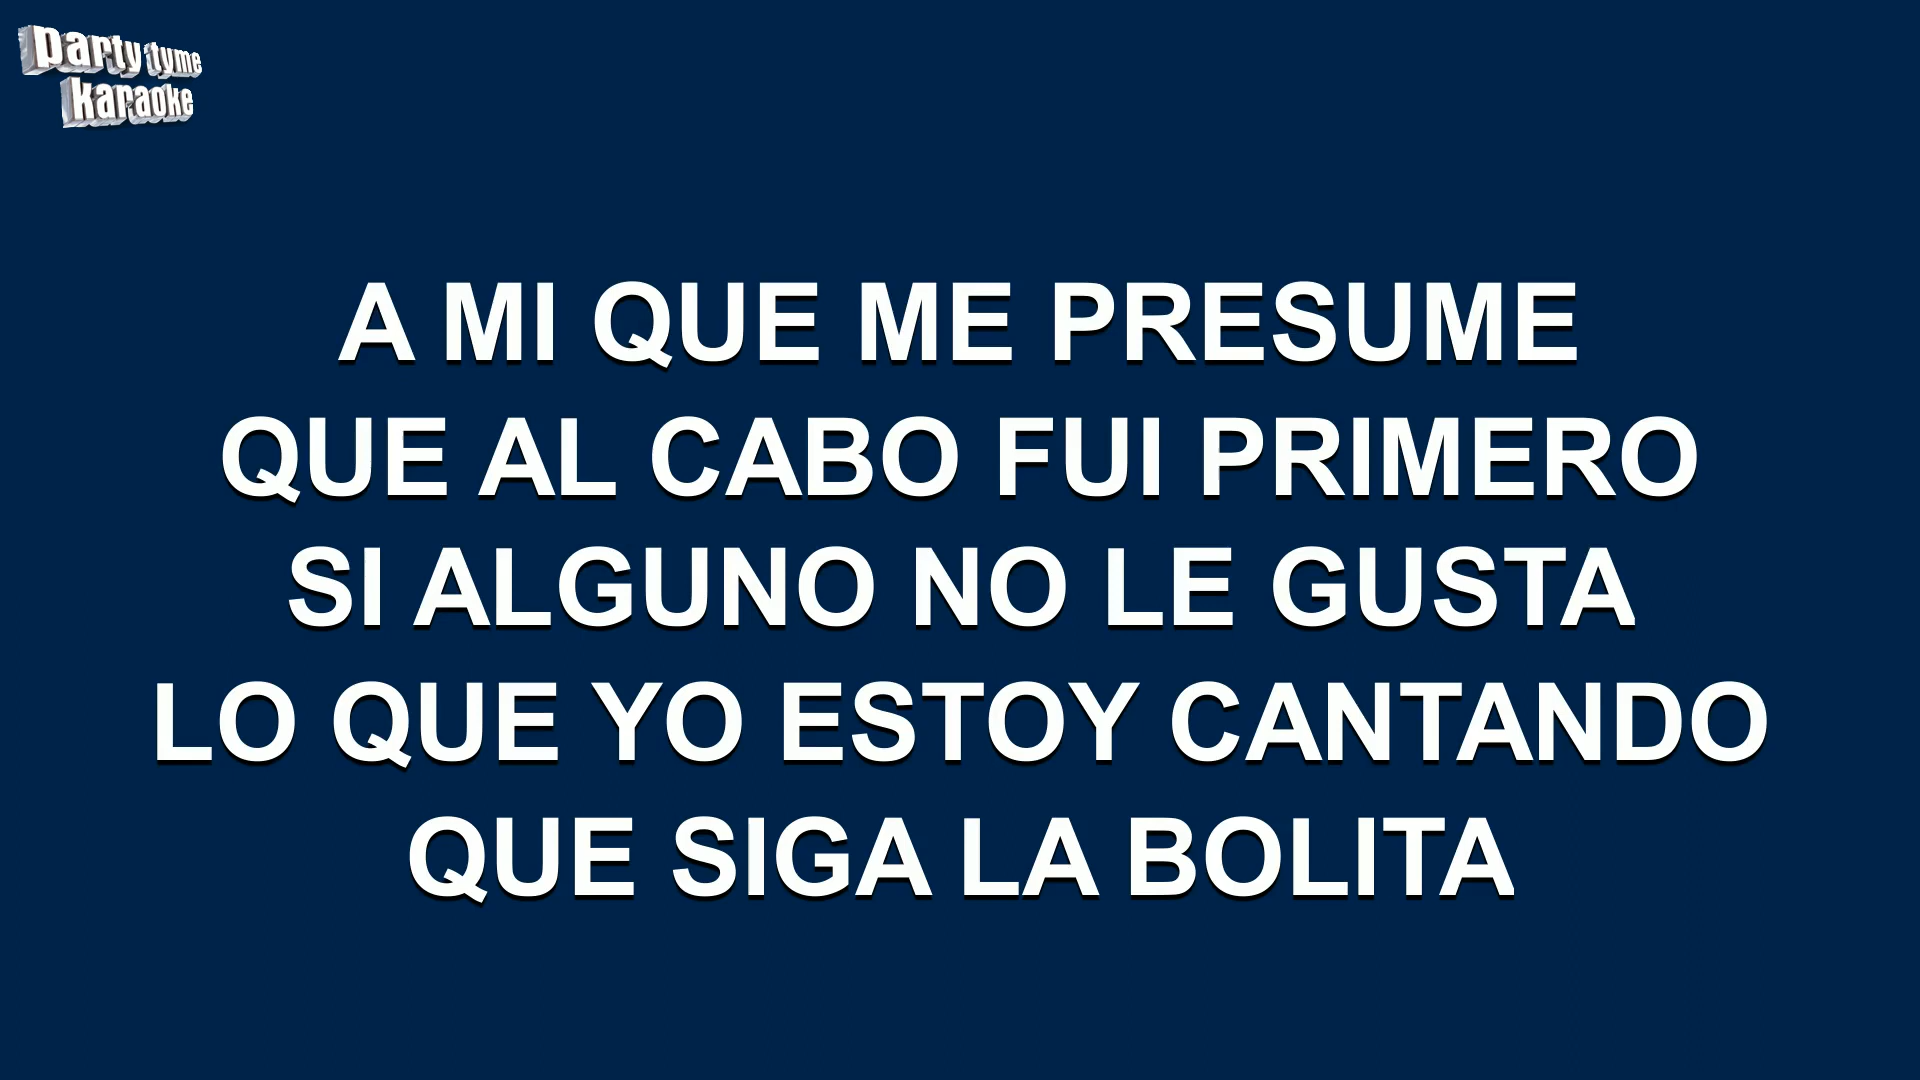 party tyme
karaoke
A MI QUE ME PRESUME
QUE AL CABO FUI PRIMERO
SI ALGUNO NO LE GUSTA
LO QUE YO ESTOY CANTANDO
QUE SIGA LA BOLITA